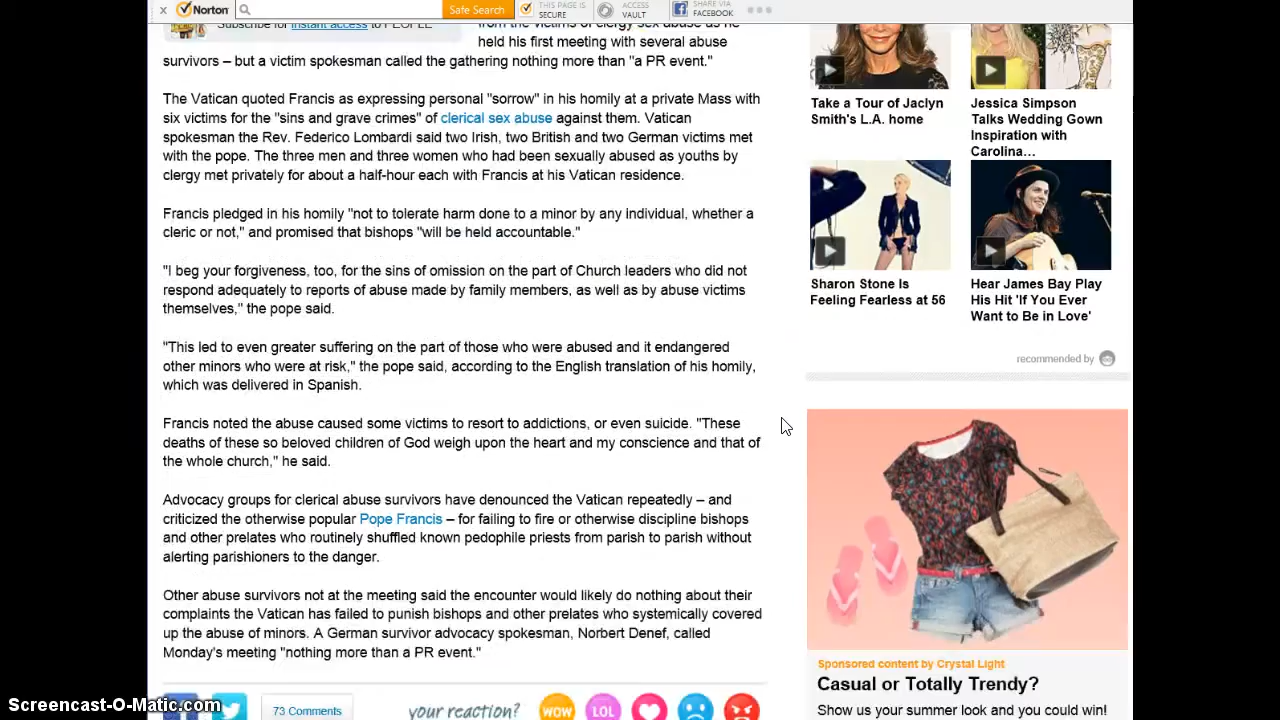 Norton
Safe Search
THIS PAGE IS
SECURE
ACCESS
VAULT
SHARE VIA
FACEBOOK
Subscribe for instant access to PEOPLE
from the victims of clergy sex abuse as he
held his first meeting with several abuse
survivors – but a victim spokesman called the gathering nothing more than "a PR event."
The Vatican quoted Francis as expressing personal "sorrow" in his homily at a private Mass with
six victims for the "sins and grave crimes" of clerical sex abuse against them. Vatican
spokesman the Rev. Federico Lombardi said two Irish, two British and two German victims met
with the pope. The three men and three women who had been sexually abused as youths by
clergy met privately for about a half-hour each with Francis at his Vatican residence.
Francis pledged in his homily "not to tolerate harm done to a minor by any individual, whether a
cleric or not," and promised that bishops "will be held accountable."
"I beg your forgiveness, too, for the sins of omission on the part of Church leaders who did not
respond adequately to reports of abuse made by family members, as well as by abuse victims
themselves," the pope said.
"This led to even greater suffering on the part of those who were abused and it endangered
other minors who were at risk," the pope said, according to the English translation of his homily,
which was delivered in Spanish.
Francis noted the abuse caused some victims to resort to addictions, or even suicide. "These
deaths of these so beloved children of God weigh upon the heart and my conscience and that of
the whole church," he said.
Advocacy groups for clerical abuse survivors have denounced the Vatican repeatedly – and
criticized the otherwise popular Pope Francis – for failing to fire or otherwise discipline bishops
and other prelates who routinely shuffled known pedophile priests from parish to parish without
alerting parishioners to the danger.
Other abuse survivors not at the meeting said the encounter would likely do nothing about their
complaints the Vatican has failed to punish bishops and other prelates who systemically covered
up the abuse of minors. A German survivor advocacy spokesman, Norbert Denef, called
Monday's meeting "nothing more than a PR event."
73 Comments
your reaction?
WOW
LOL
Take a Tour of Jaclyn
Smith's L.A. home
Jessica Simpson
Talks Wedding Gown
Inspiration with
Carolina...
Sharon Stone Is
Feeling Fearless at 56
Hear James Bay Play
His Hit 'If You Ever
Want to Be in Love'
recommended by
Sponsored content by Crystal Light
Casual or Totally Trendy?
Show us your summer look and you could win!
Screencast-O-Matic.com